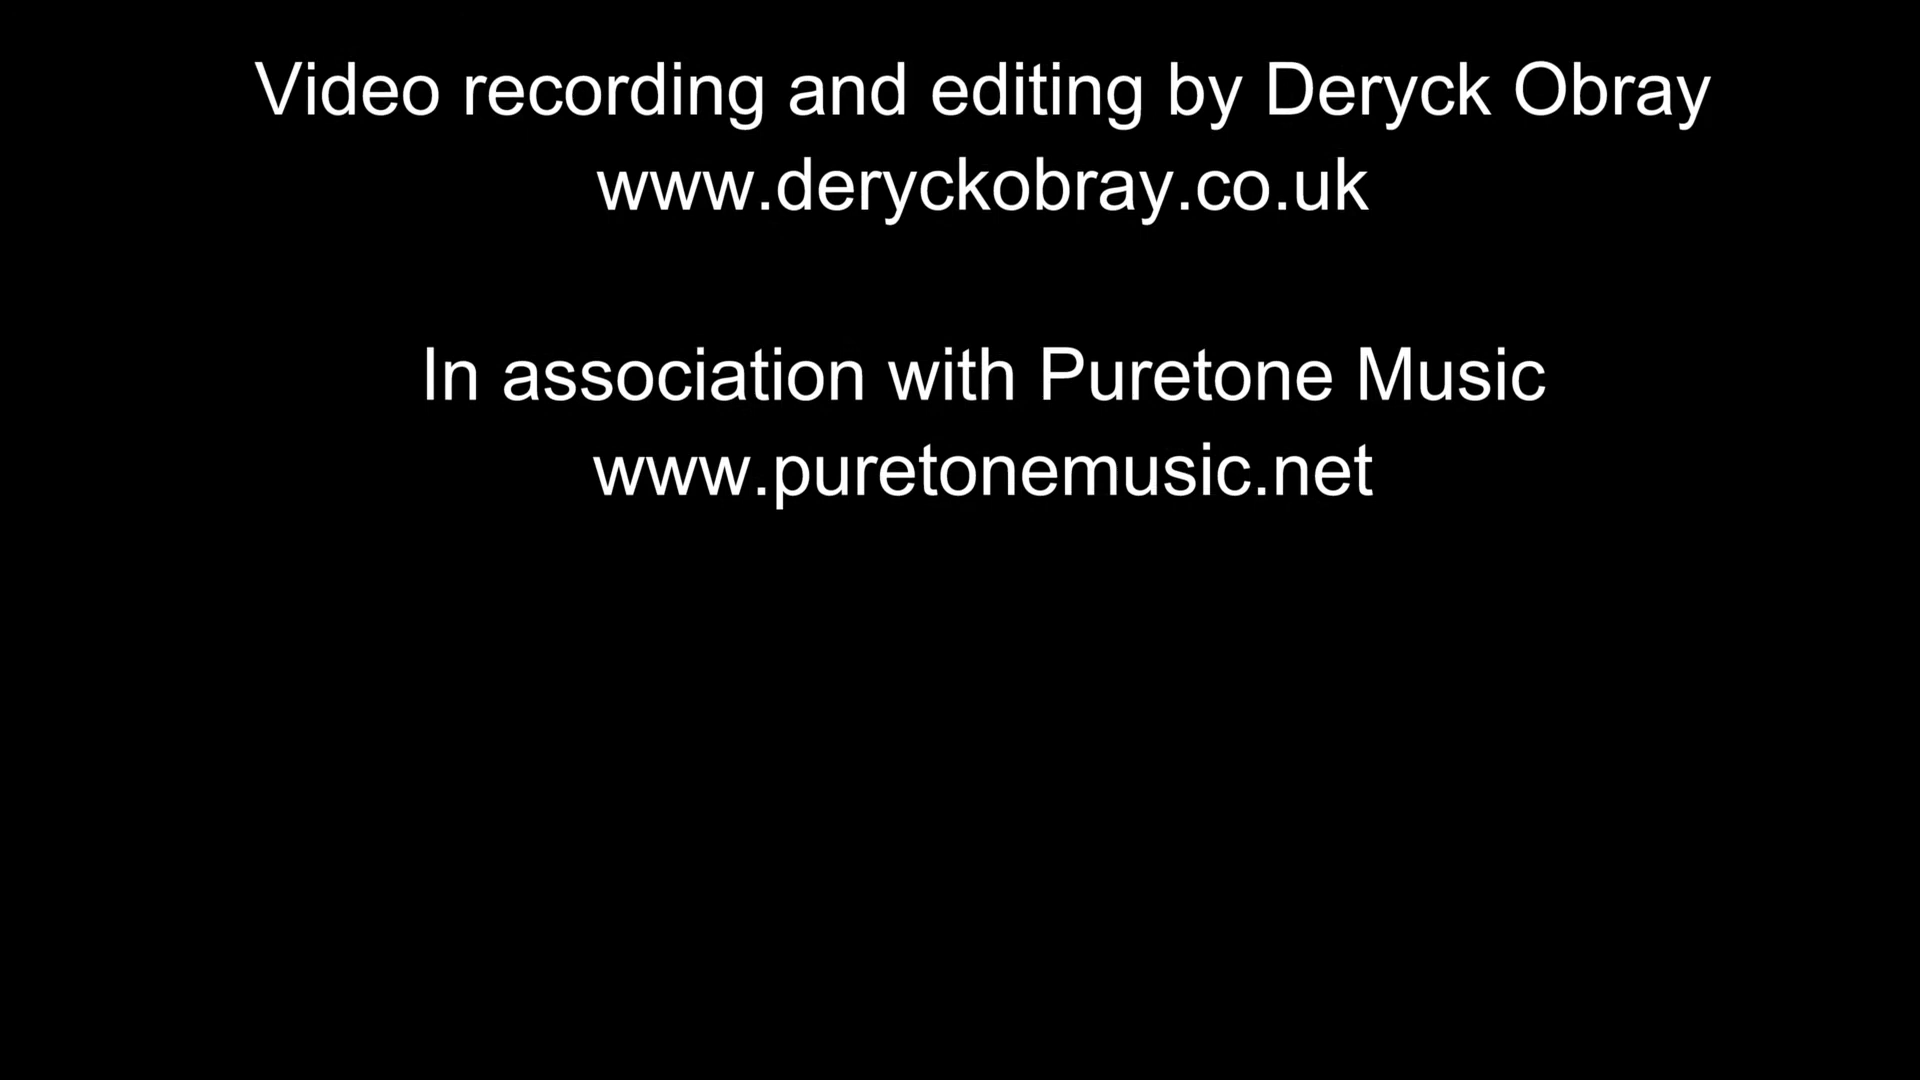 Video recording and editing by Deryck Obray
www.deryckobray.co.uk
In association with Puretone Music
www.puretonemusic.net